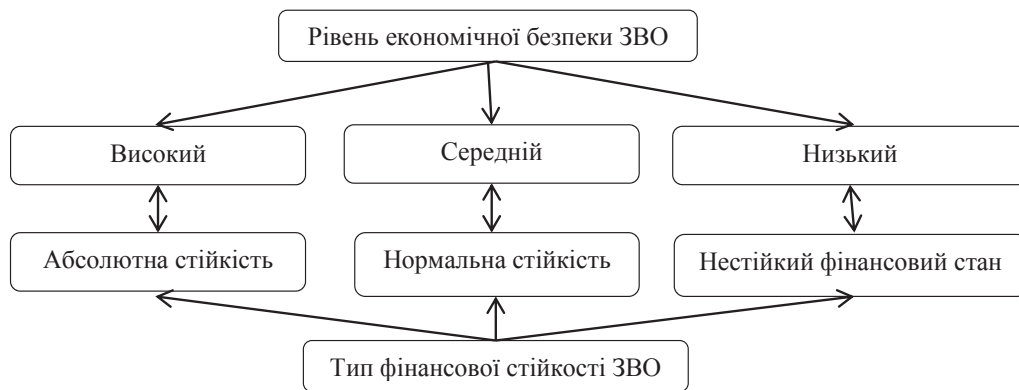 Рівень економічної безпеки ЗВО
Високий
Середній
Низький
Абсолютна стійкість
Нормальна стійкість
Нестійкий фінансовий стан
Тип фінансової стійкості ЗВО